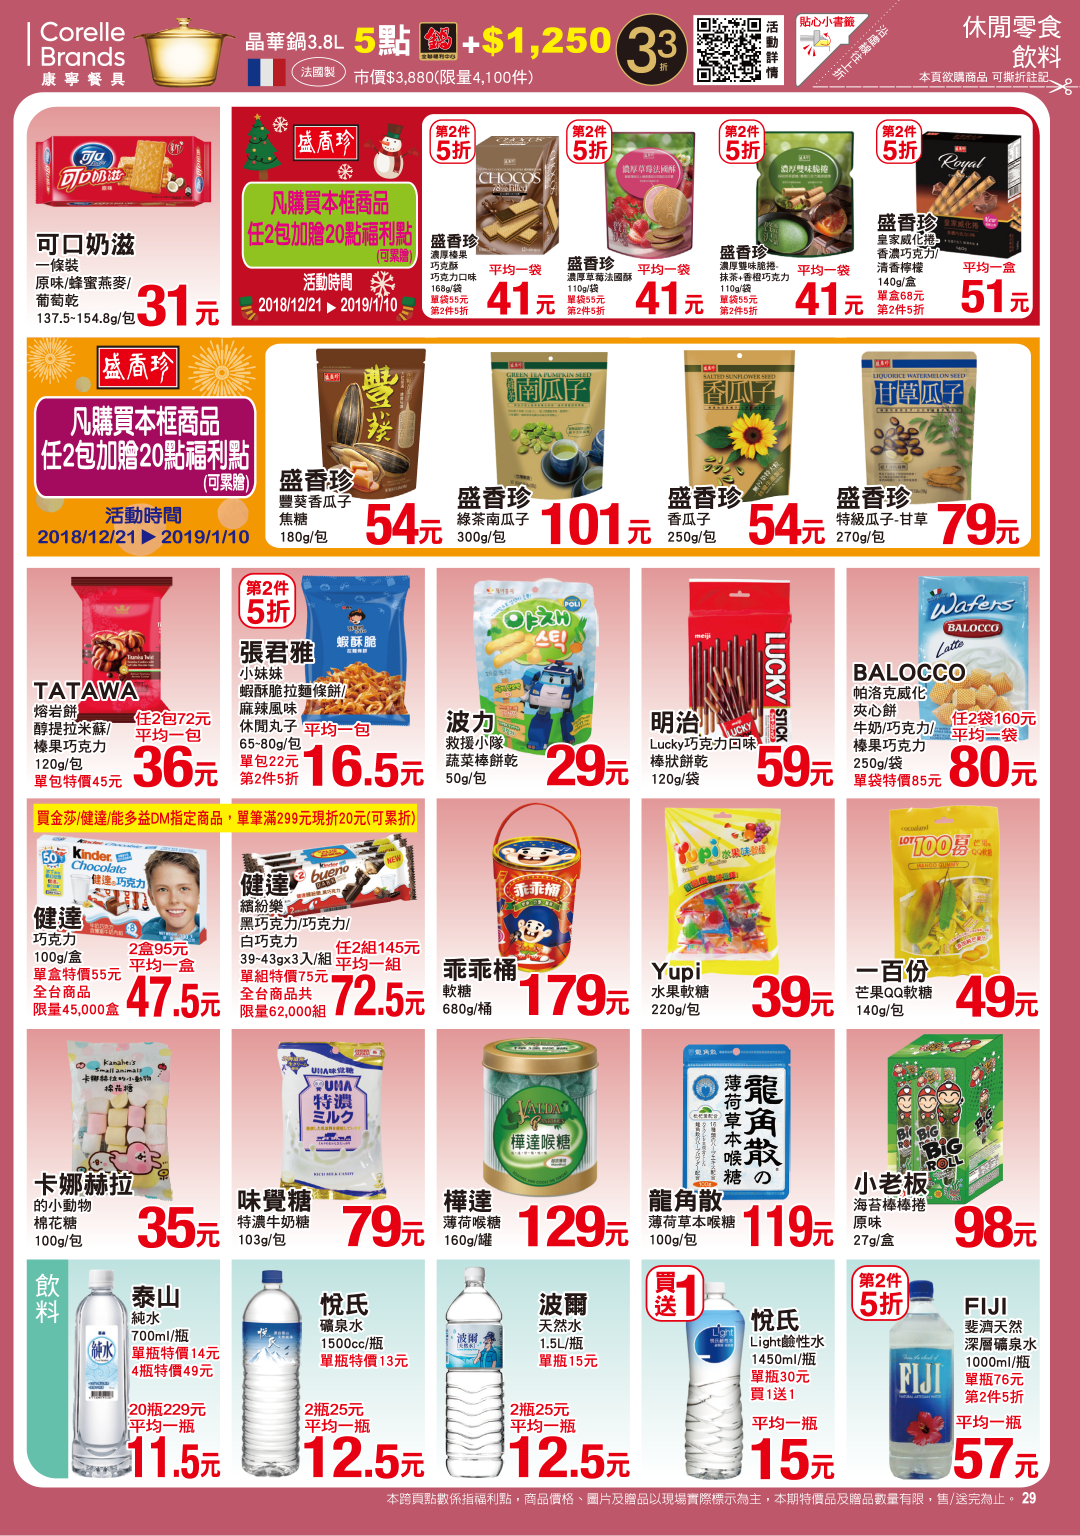 Corelle
Brands
康寧餐具
晶華鍋3.8L 5點 鍋 +$1,250
法國製
市價$3,880(限量4,100件)
33折
活動詳情
貼心小書籤
休閒零食
飲料
本頁欲購商品 可撕折註記
可口奶滋
一條裝
原味/蜂蜜燕麥/
葡萄乾
137.5~154.8g/包
31元
盛香珍
凡購買本框商品
任2包加贈20點福利點
(可累贈)
活動時間
2018/12/21 ▶ 2019/1/10
第2件
5折
盛香珍
濃厚榛果
巧克酥
巧克力口味
168g/袋
單袋55元
第2件5折
平均一袋
41元
第2件
5折
盛香珍
濃厚草莓法國酥
110g/袋
單袋55元
第2件5折
平均一袋
41元
第2件
5折
盛香珍
濃厚雙味脆捲-
抹茶+香橙巧克力
110g/袋
單袋55元
第2件5折
平均一袋
41元
第2件
5折
盛香珍
皇家威化捲-
香濃巧克力/
清香檸檬
140g/盒
單盒68元
第2件5折
平均一盒
51元
盛香珍
凡購買本框商品
任2包加贈20點福利點
(可累贈)
活動時間
2018/12/21 ▶ 2019/1/10
盛香珍
豐葵香瓜子
焦糖
180g/包
54元
盛香珍
綠茶南瓜子
300g/包
101元
盛香珍
香瓜子
250g/包
54元
盛香珍
特級瓜子-甘草
270g/包
79元
TATAWA
熔岩餅
醇提拉米蘇/
榛果巧克力
120g/包
單包特價45元
任2包72元
平均一包
36元
第2件
5折
張君雅
小妹妹
蝦酥脆拉麵條餅/
麻辣風味
休閒丸子
65~80g/包
單包22元
第2件5折
平均一包
16.5元
波力
救援小隊
蔬菜棒餅乾
50g/包
29元
明治
Lucky巧克力口味
棒狀餅乾
120g/袋
59元
BALOCCO
帕洛克威化
夾心餅
牛奶/巧克力/
榛果巧克力
250g/袋
單袋特價85元
任2袋160元
平均一袋
80元
買金莎/健達/能多益DM指定商品，單筆滿299元現折20元(可累折)
健達
巧克力
100g/盒
單盒特價55元
全台商品
限量45,000盒
2盒95元
平均一盒
47.5元
健達
繽紛樂
黑巧克力/巧克力/
白巧克力
39~43gx3入/組
單組特價75元
全台商品共
限量62,000組
任2組145元
平均一組
72.5元
乖乖桶
軟糖
680g/桶
179元
Yupi
水果軟糖
220g/包
39元
一百份
芒果QQ軟糖
140g/包
49元
卡娜赫拉
的小動物
棉花糖
100g/包
35元
味覺糖
特濃牛奶糖
103g/包
79元
樺達
薄荷喉糖
160g/罐
129元
龍角散
薄荷草本喉糖
100g/包
119元
小老板
海苔棒棒捲
原味
27g/盒
98元
飲料
泰山
純水
700ml/瓶
單瓶特價14元
4瓶特價49元
20瓶229元
平均一瓶
11.5元
悅氏
礦泉水
1500cc/瓶
單瓶特價13元
2瓶25元
平均一瓶
12.5元
波爾
天然水
1.5L/瓶
單瓶15元
2瓶25元
平均一瓶
12.5元
買1
送
悅氏
Light鹼性水
1450ml/瓶
單瓶30元
買1送1
平均一瓶
15元
第2件
5折
FIJI
斐濟天然
深層礦泉水
1000ml/瓶
單瓶76元
第2件5折
平均一瓶
57元
本跨頁點數係指福利點，商品價格、圖片及贈品以現場實際標示為主，本期特價品及贈品數量有限，售/送完為止。 29